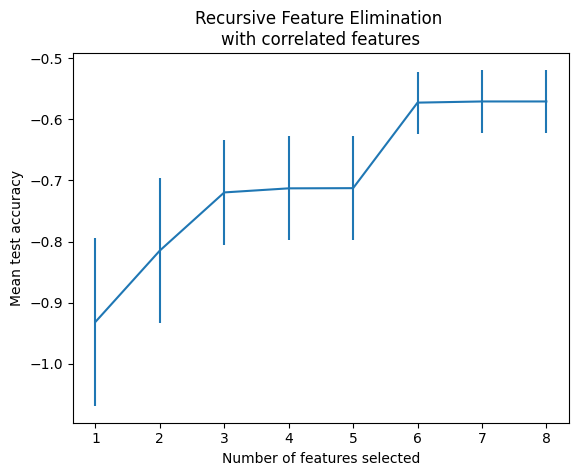 Recursive Feature Elimination
with correlated features
Mean test accuracy
−0.5
−0.6
−0.7
−0.8
−0.9
−1.0
1 2 3 4 5 6 7 8
Number of features selected